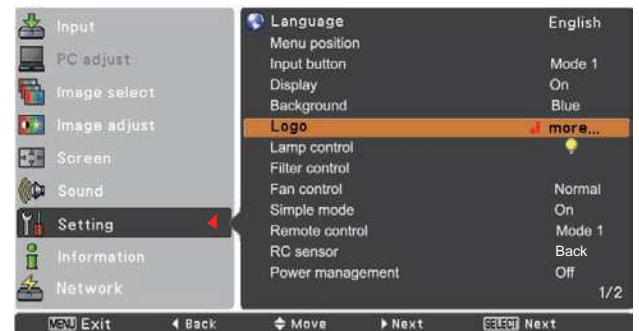 Input
PC adjust
Image select
Image adjust
Screen
Sound
Setting
Information
Network
Language English
Menu position
Input button Mode 1
Display On
Background Blue
Logo more...
Lamp control
Filter control
Fan control Normal
Simple mode On
Remote control Mode 1
RC sensor Back
Power management Off
1/2
MENU Exit Back Move Next SELECT Next